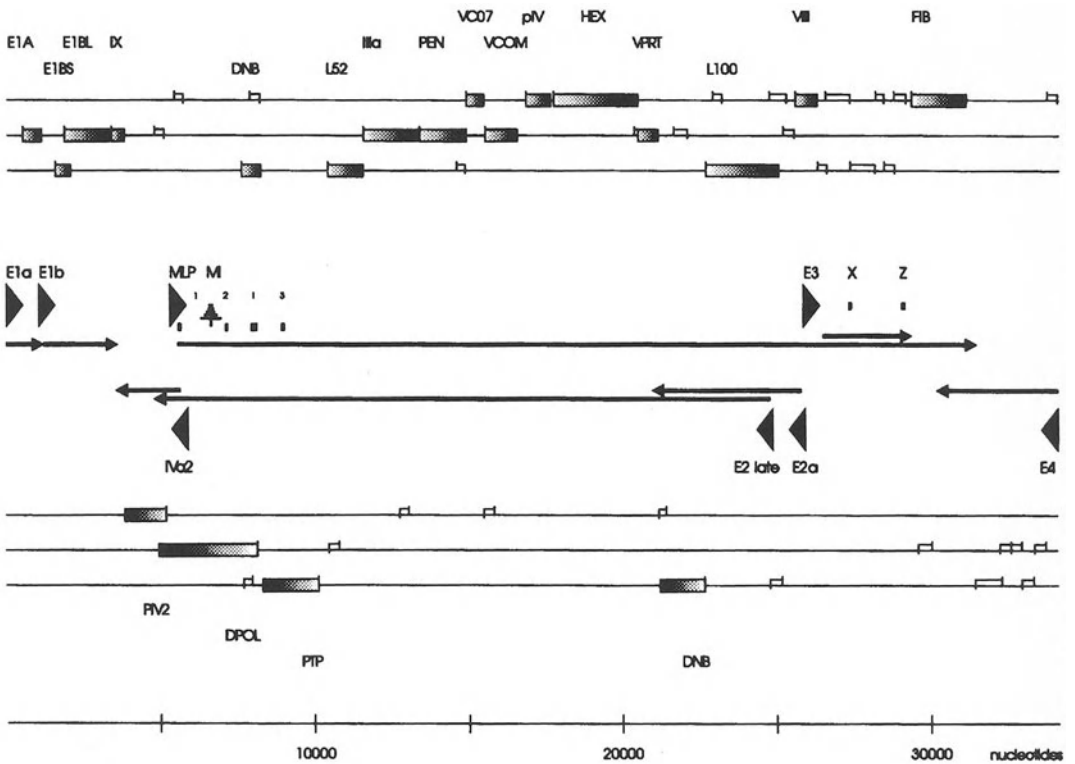 VC07 pIV HEX VIII FIB
E1A E1BL IX IIIa PEN VCOM VPRT
E1BS DNB L52 L100
E1a E1b MLP MI E3 X Z
1 2 I 3
IVa2 E2 late E2a E4
PIV2
DPOL
PTP DNB
10000 20000 30000 nucleotides